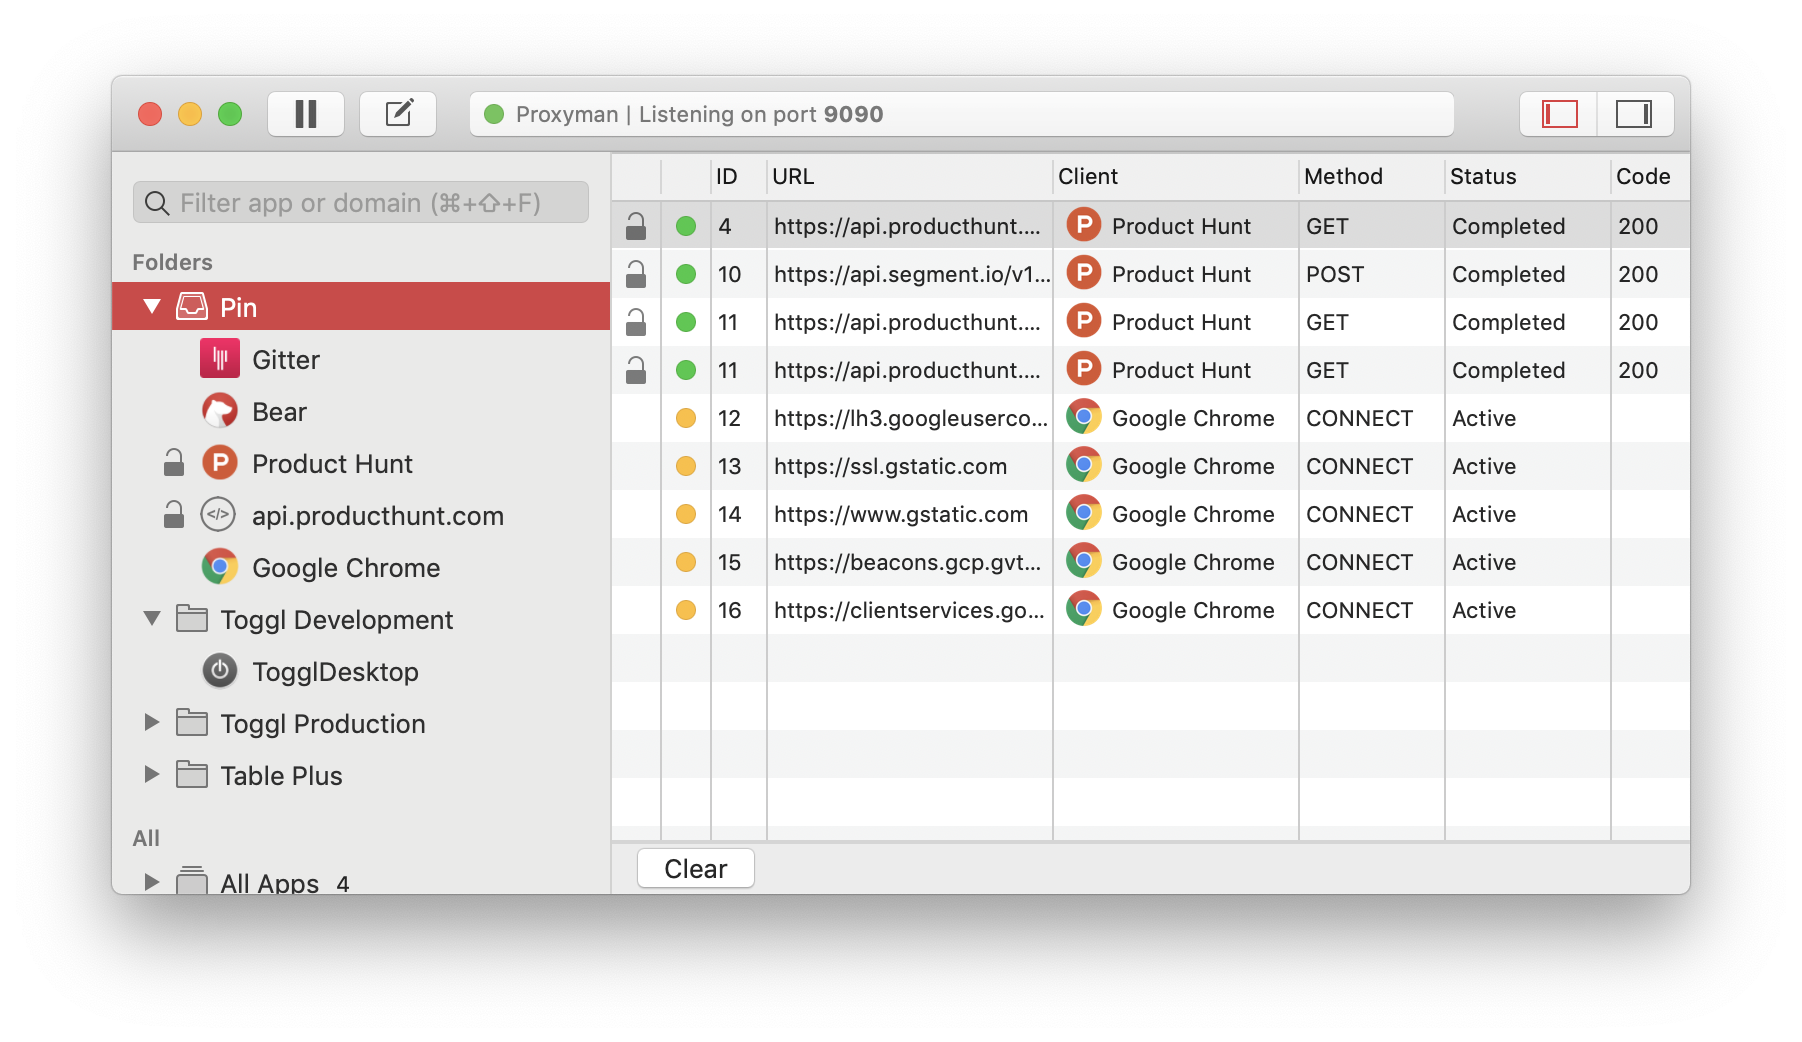 Proxyman | Listening on port 9090
Filter app or domain (⌘+⇧+F)
Folders
Pin
Gitter
Bear
Product Hunt
api.producthunt.com
Google Chrome
Toggl Development
TogglDesktop
Toggl Production
Table Plus
All
All Apps 4
ID URL Client Method Status Code
4 https://api.producthunt.... P Product Hunt GET Completed 200
10 https://api.segment.io/v1... P Product Hunt POST Completed 200
11 https://api.producthunt.... P Product Hunt GET Completed 200
11 https://api.producthunt.... P Product Hunt GET Completed 200
12 https://lh3.googleuserco... Google Chrome CONNECT Active
13 https://ssl.gstatic.com Google Chrome CONNECT Active
14 https://www.gstatic.com Google Chrome CONNECT Active
15 https://beacons.gcp.gvt... Google Chrome CONNECT Active
16 https://clientservices.go... Google Chrome CONNECT Active
Clear